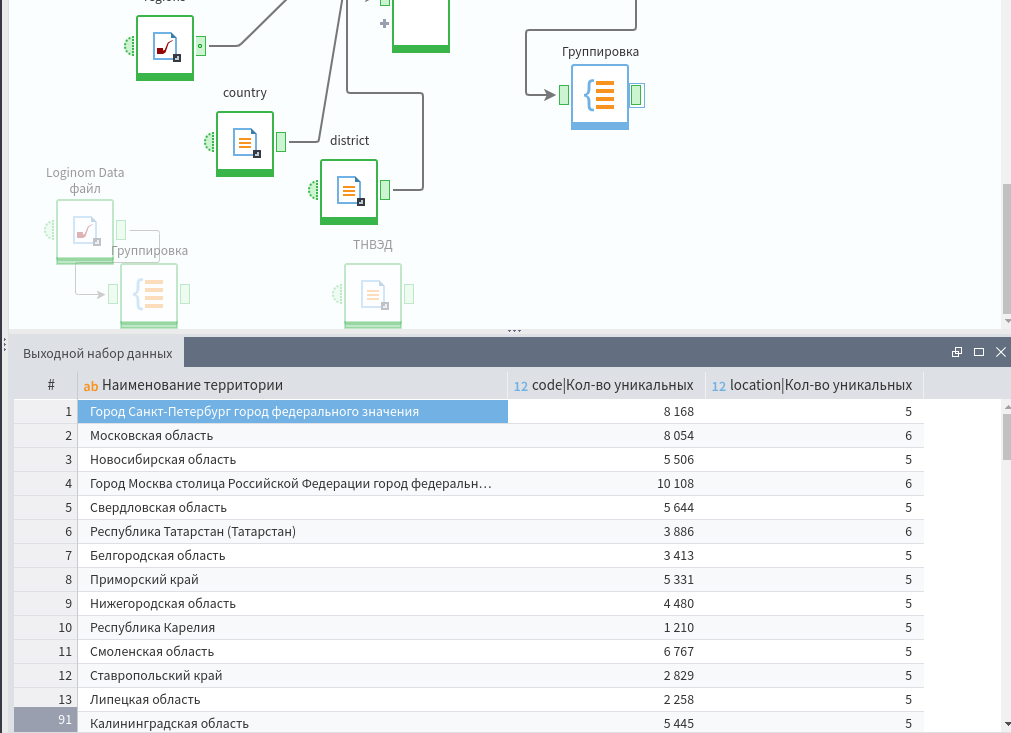 Группировка
country
district
Loginom Data
файл
Группировка
ТНВЭД
Выходной набор данных
# ab Наименование территории 12 code|Кол-во уникальных 12 location|Кол-во уникальных
1 Город Санкт-Петербург город федерального значения 8 168 5
2 Московская область 8 054 6
3 Новосибирская область 5 506 5
4 Город Москва столица Российской Федерации город федеральн... 10 108 6
5 Свердловская область 5 644 5
6 Республика Татарстан (Татарстан) 3 886 6
7 Белгородская область 3 413 5
8 Приморский край 5 331 5
9 Нижегородская область 4 480 5
10 Республика Карелия 1 210 5
11 Смоленская область 6 767 5
12 Ставропольский край 2 829 5
13 Липецкая область 2 258 5
91 Калининградская область 5 445 5